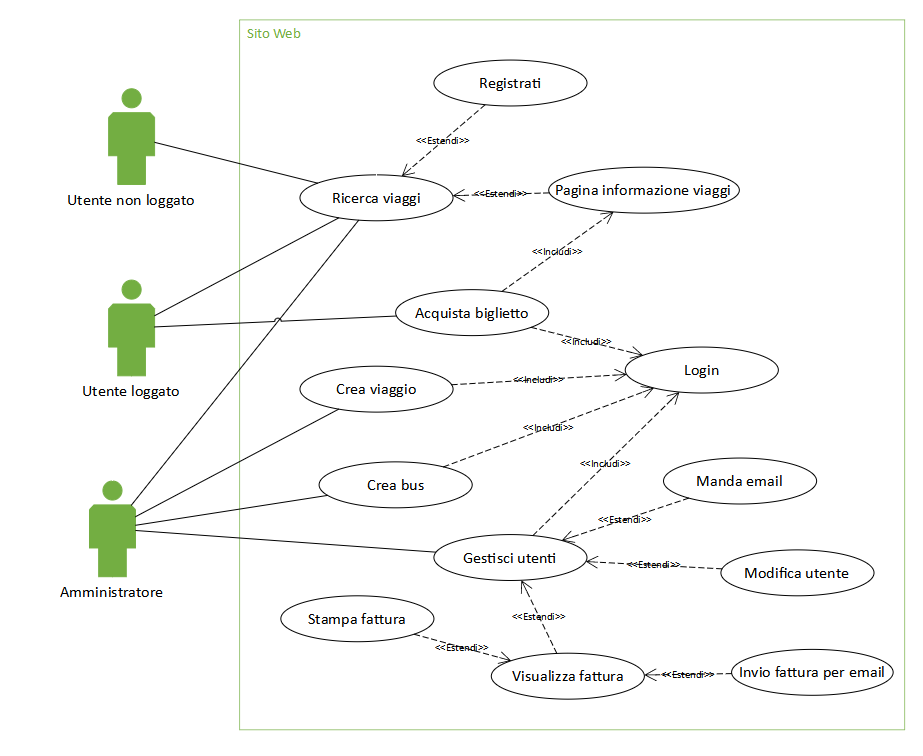 Sito Web
Registrati
<<Estendi>>
Utente non loggato
Ricerca viaggi
<<Estendi>>
Pagina informazione viaggi
<<Includi>>
Acquista biglietto
<<Includi>>
Utente loggato
Crea viaggio
<<Includi>>
Login
<<Includi>>
<<Includi>>
Crea bus
Manda email
<<Estendi>>
Gestisci utenti
<<Estendi>>
Modifica utente
Amministratore
Stampa fattura
<<Estendi>>
<<Estendi>>
Visualizza fattura
<<Estendi>>
Invio fattura per email